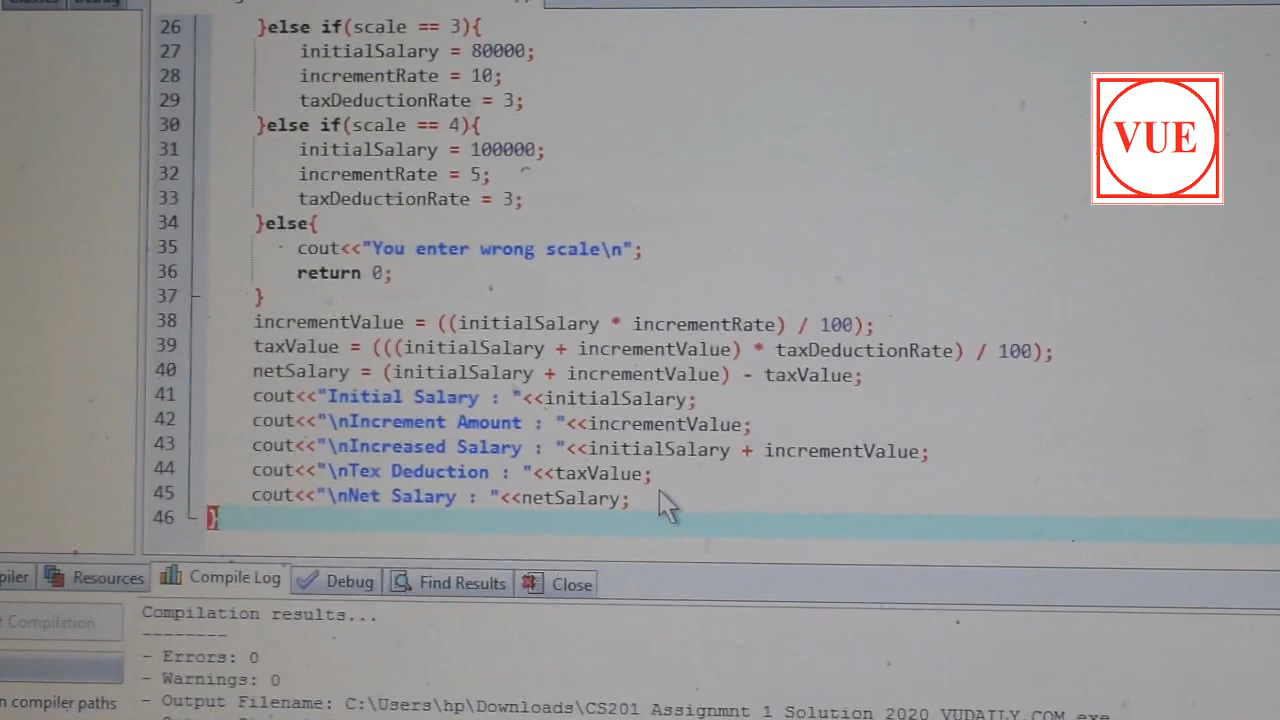 Classes Debug
26 }else if(scale == 3){
27 initialSalary = 80000;
28 incrementRate = 10;
29 taxDeductionRate = 3;
30 }else if(scale == 4){
31 initialSalary = 100000;
32 incrementRate = 5;
33 taxDeductionRate = 3;
34 }else{
35 cout<<"You enter wrong scale\n";
36 return 0;
37 }
38 incrementValue = ((initialSalary * incrementRate) / 100);
39 taxValue = (((initialSalary + incrementValue) * taxDeductionRate) / 100);
40 netSalary = (initialSalary + incrementValue) - taxValue;
41 cout<<"Initial Salary : "<<initialSalary;
42 cout<<"\nIncrement Amount : "<<incrementValue;
43 cout<<"\nIncreased Salary : "<<initialSalary + incrementValue;
44 cout<<"\nTex Deduction : "<<taxValue;
45 cout<<"\nNet Salary : "<<netSalary;
46 }
VUE
piler Resources Compile Log Debug Find Results Close
t Compilation
n compiler paths
Compilation results...
--------
- Errors: 0
- Warnings: 0
- Output Filename: C:\Users\hp\Downloads\CS201 Assignmnt 1 Solution 2020 VUDAILY.COM.exe